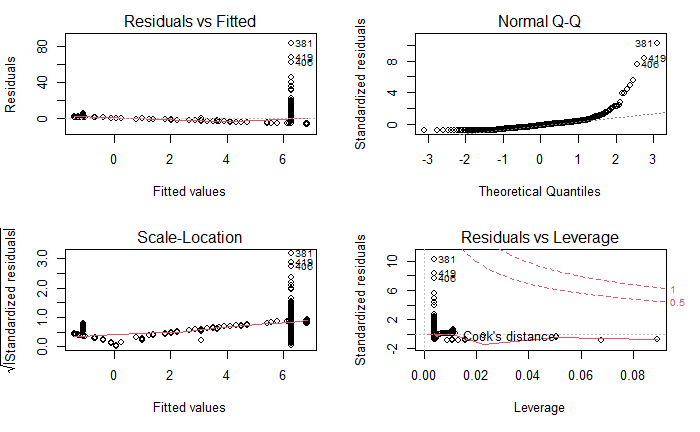 Residuals vs Fitted
Residuals
0 40 80
381
419
406
0 2 4 6
Fitted values
Normal Q-Q
Standardized residuals
0 4 8
381
419
406
-3 -2 -1 0 1 2 3
Theoretical Quantiles
Scale-Location
√|Standardized residuals|
0.0 1.0 2.0 3.0
381
419
406
0 2 4 6
Fitted values
Residuals vs Leverage
Standardized residuals
-2 2 6 10
381
419
406
1
0.5
Cook's distance
0.00 0.02 0.04 0.06 0.08
Leverage